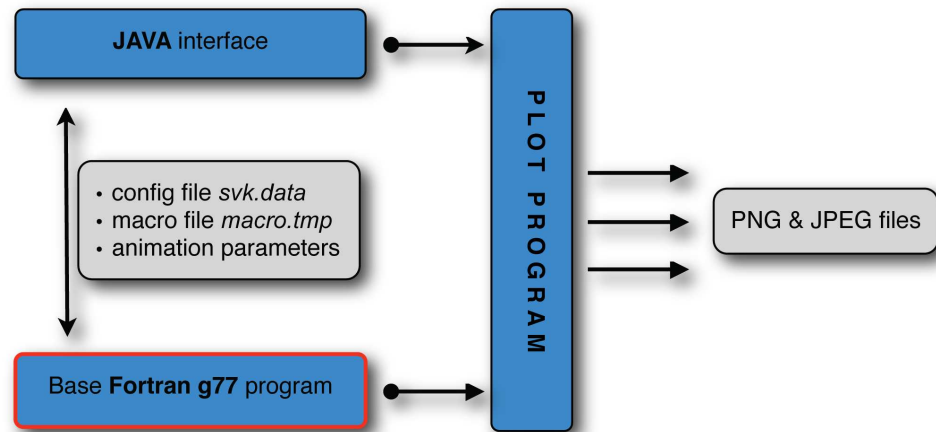 JAVA interface
• config file svk.data
• macro file macro.tmp
• animation parameters
Base Fortran g77 program
PLOT PROGRAM
PNG & JPEG files